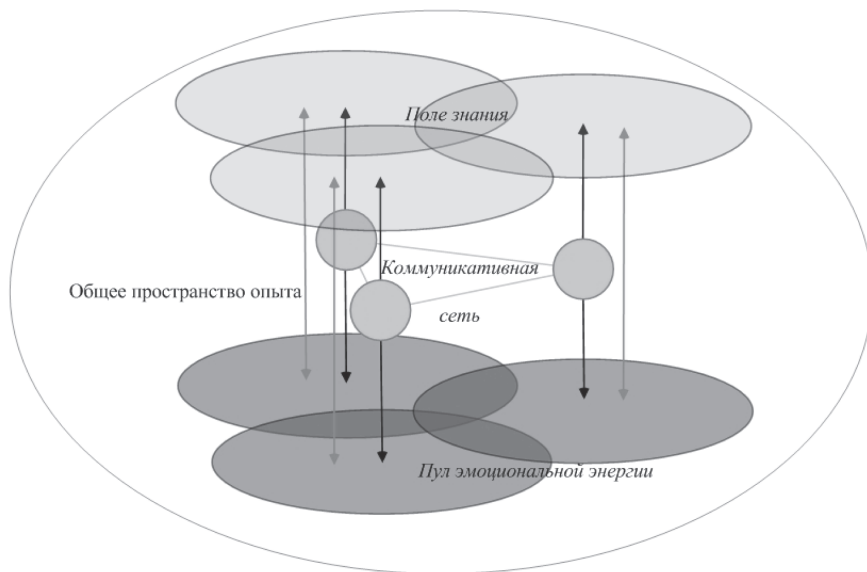 Поле знания
Коммуникативная
Общее пространство опыта
сеть
Пул эмоциональной энергии